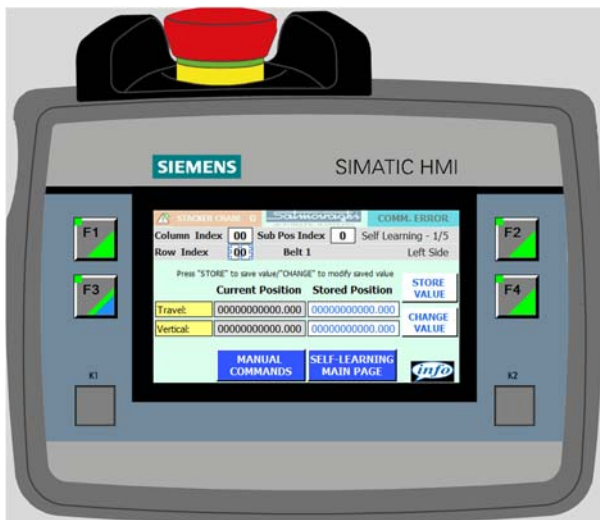 SIEMENS SIMATIC HMI
STACKER CRANE 0 Salmoiraghi COMM. ERROR
Column Index 00 Sub Pos Index 0 Self Learning - 1/5
Row Index 00 Belt 1 Left Side
Press "STORE" to save value/"CHANGE" to modify saved value
Current Position Stored Position
STORE VALUE
Travel: 00000000000.000 00000000000.000
Vertical: 00000000000.000 00000000000.000
CHANGE VALUE
MANUAL COMMANDS
SELF-LEARNING MAIN PAGE
info
F1
F2
F3
F4
K1
K2